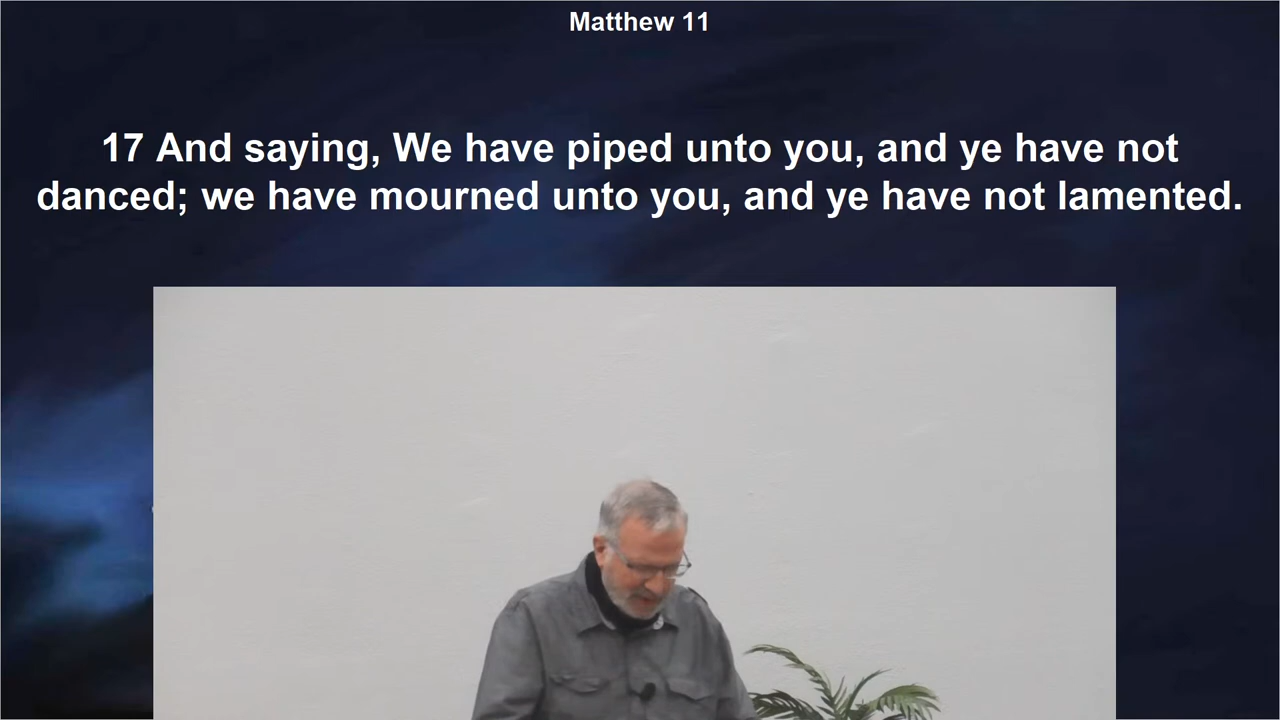 Matthew 11
17 And saying, We have piped unto you, and ye have not
danced; we have mourned unto you, and ye have not lamented.